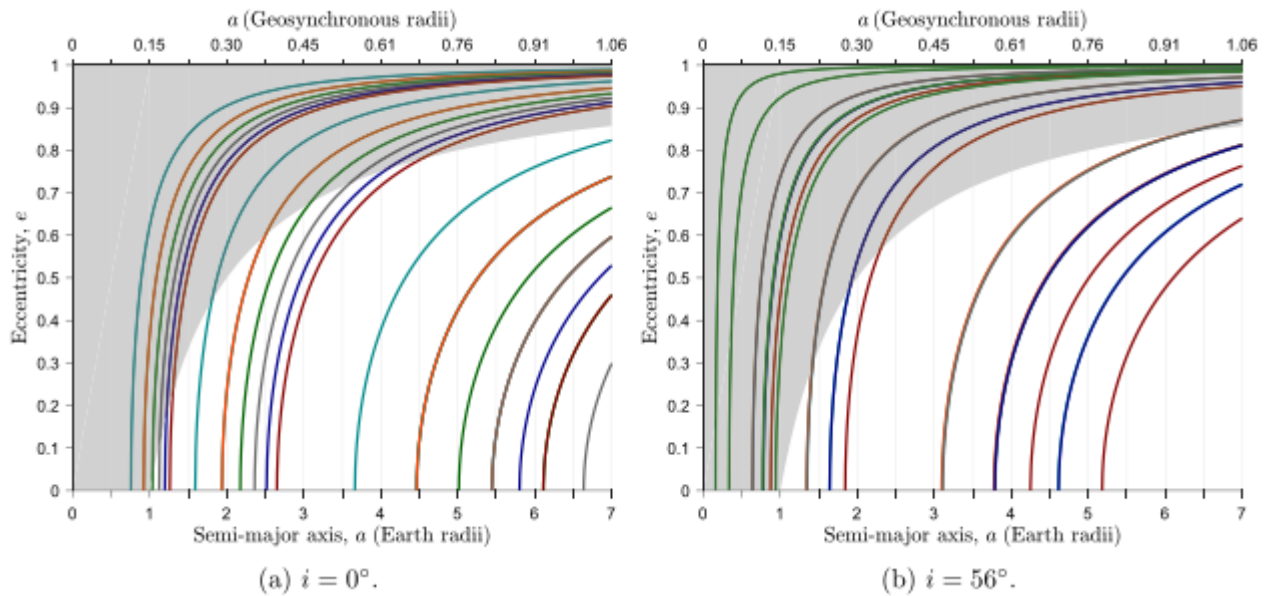 a (Geosynchronous radii)
0 0.15 0.30 0.45 0.61 0.76 0.91 1.06
1
0.9
0.8
0.7
0.6
0.5
0.4
0.3
0.2
0.1
0
Eccentricity, e
0 1 2 3 4 5 6 7
Semi-major axis, a (Earth radii)
(a) i = 0°.
a (Geosynchronous radii)
0 0.15 0.30 0.45 0.61 0.76 0.91 1.06
1
0.9
0.8
0.7
0.6
0.5
0.4
0.3
0.2
0.1
0
Eccentricity, e
0 1 2 3 4 5 6 7
Semi-major axis, a (Earth radii)
(b) i = 56°.